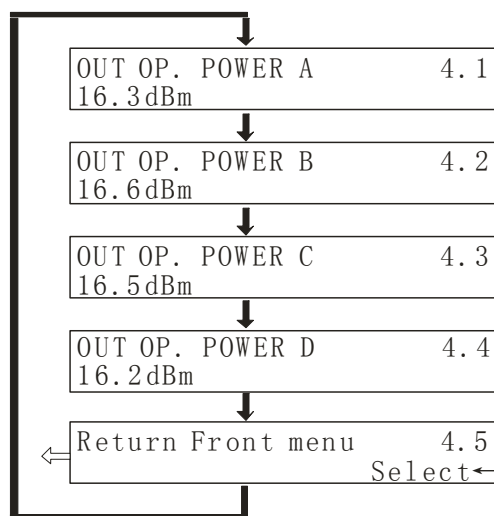 OUT OP. POWER A 4.1
16.3dBm
OUT OP. POWER B 4.2
16.6dBm
OUT OP. POWER C 4.3
16.5dBm
OUT OP. POWER D 4.4
16.2dBm
Return Front menu 4.5
Select←